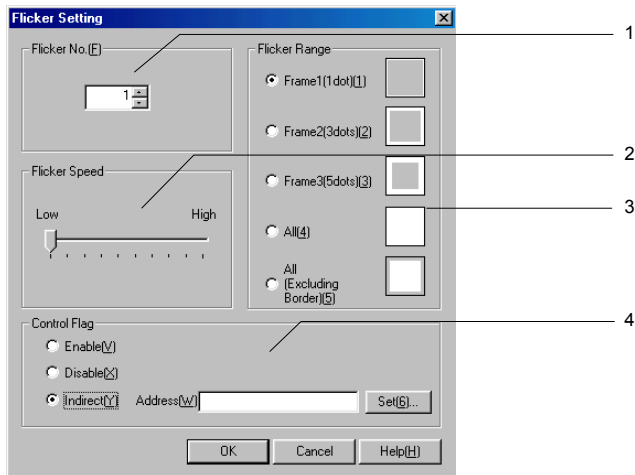 Flicker Setting
Flicker No.(F)
1
Flicker Speed
Low High
Flicker Range
Frame1(1dot)(1)
Frame2(3dots)(2)
Frame3(5dots)(3)
All(4)
All
(Excluding
Border)(5)
Control Flag
Enable(V)
Disable(X)
Indirect(Y) Address(W) Set(6)...
OK Cancel Help(H)
1
2
3
4